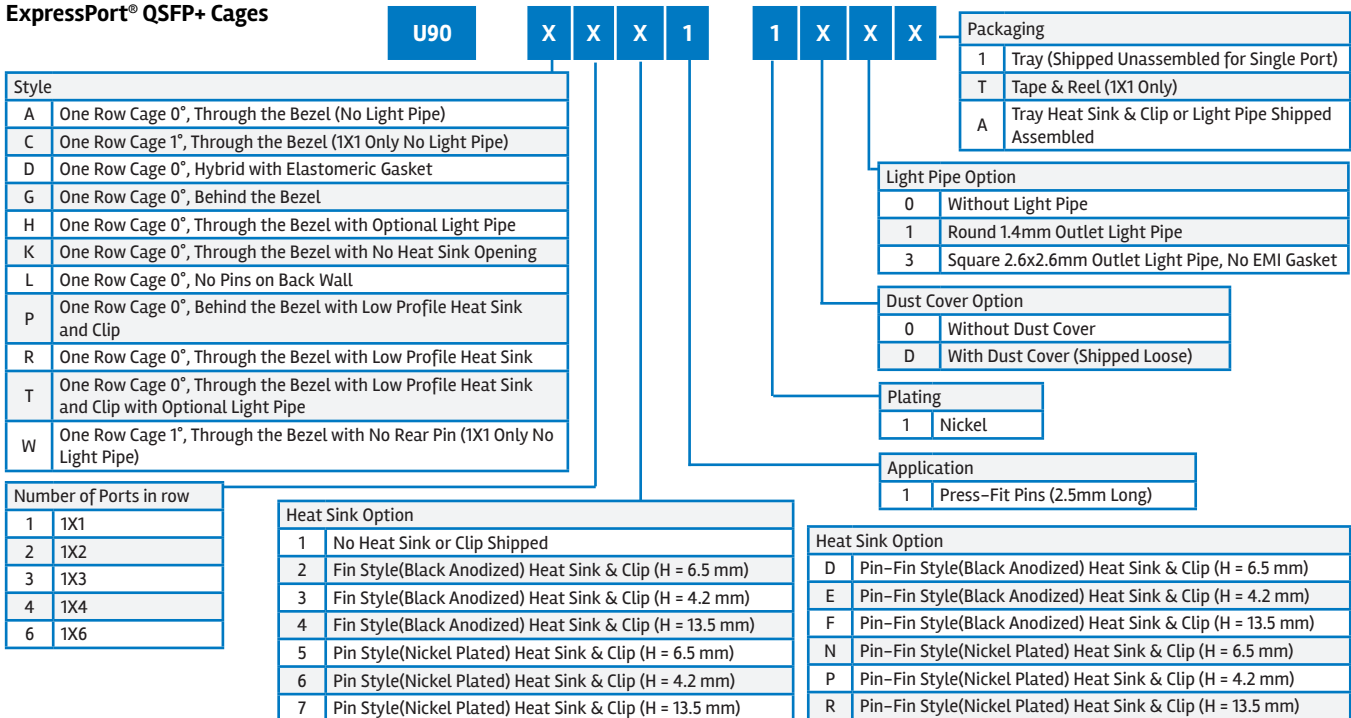 ExpressPort® QSFP+ Cages
U90 X X X 1 1 X X X
Packaging
1 Tray (Shipped Unassembled for Single Port)
T Tape & Reel (1X1 Only)
A Tray Heat Sink & Clip or Light Pipe Shipped
Assembled
Style
A One Row Cage 0°, Through the Bezel (No Light Pipe)
C One Row Cage 1°, Through the Bezel (1X1 Only No Light Pipe)
D One Row Cage 0°, Hybrid with Elastomeric Gasket
G One Row Cage 0°, Behind the Bezel
H One Row Cage 0°, Through the Bezel with Optional Light Pipe
K One Row Cage 0°, Through the Bezel with No Heat Sink Opening
L One Row Cage 0°, No Pins on Back Wall
P One Row Cage 0°, Behind the Bezel with Low Profile Heat Sink
and Clip
R One Row Cage 0°, Through the Bezel with Low Profile Heat Sink
T One Row Cage 0°, Through the Bezel with Low Profile Heat Sink
and Clip with Optional Light Pipe
W One Row Cage 1°, Through the Bezel with No Rear Pin (1X1 Only No
Light Pipe)
Light Pipe Option
0 Without Light Pipe
1 Round 1.4mm Outlet Light Pipe
3 Square 2.6x2.6mm Outlet Light Pipe, No EMI Gasket
Dust Cover Option
0 Without Dust Cover
D With Dust Cover (Shipped Loose)
Plating
1 Nickel
Application
1 Press-Fit Pins (2.5mm Long)
Number of Ports in row
1 1X1
2 1X2
3 1X3
4 1X4
6 1X6
Heat Sink Option
1 No Heat Sink or Clip Shipped
2 Fin Style(Black Anodized) Heat Sink & Clip (H = 6.5 mm)
3 Fin Style(Black Anodized) Heat Sink & Clip (H = 4.2 mm)
4 Fin Style(Black Anodized) Heat Sink & Clip (H = 13.5 mm)
5 Pin Style(Nickel Plated) Heat Sink & Clip (H = 6.5 mm)
6 Pin Style(Nickel Plated) Heat Sink & Clip (H = 4.2 mm)
7 Pin Style(Nickel Plated) Heat Sink & Clip (H = 13.5 mm)
Heat Sink Option
D Pin-Fin Style(Black Anodized) Heat Sink & Clip (H = 6.5 mm)
E Pin-Fin Style(Black Anodized) Heat Sink & Clip (H = 4.2 mm)
F Pin-Fin Style(Black Anodized) Heat Sink & Clip (H = 13.5 mm)
N Pin-Fin Style(Nickel Plated) Heat Sink & Clip (H = 6.5 mm)
P Pin-Fin Style(Nickel Plated) Heat Sink & Clip (H = 4.2 mm)
R Pin-Fin Style(Nickel Plated) Heat Sink & Clip (H = 13.5 mm)